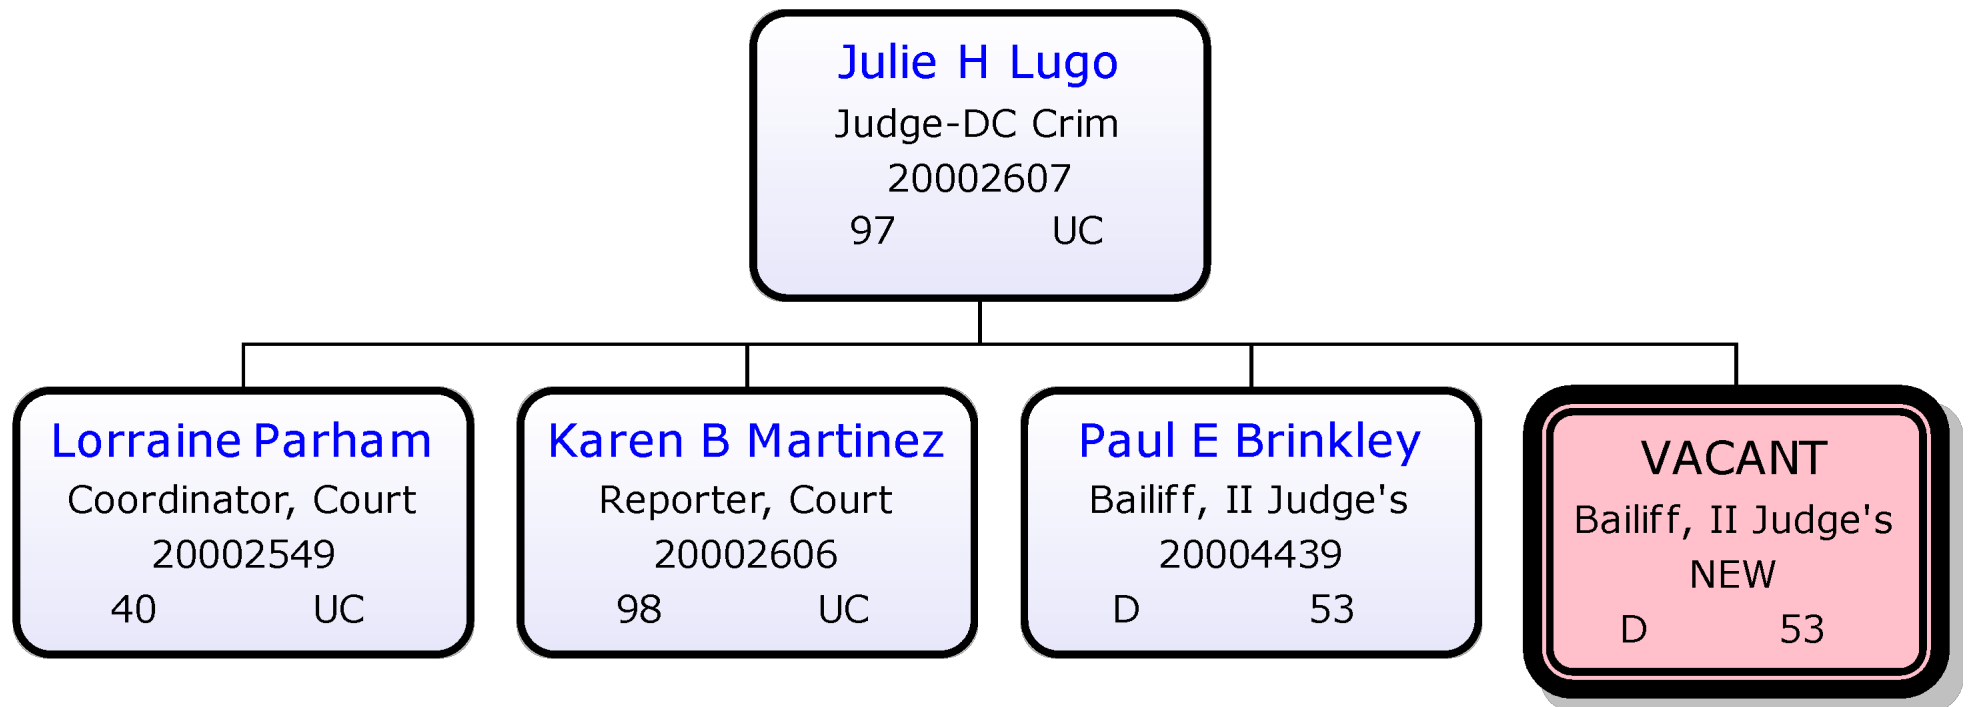 Julie H Lugo
Judge-DC Crim
20002607
97 UC
Lorraine Parham
Coordinator, Court
20002549
40 UC
Karen B Martinez
Reporter, Court
20002606
98 UC
Paul E Brinkley
Bailiff, II Judge's
20004439
D 53
VACANT
Bailiff, II Judge's
NEW
D 53